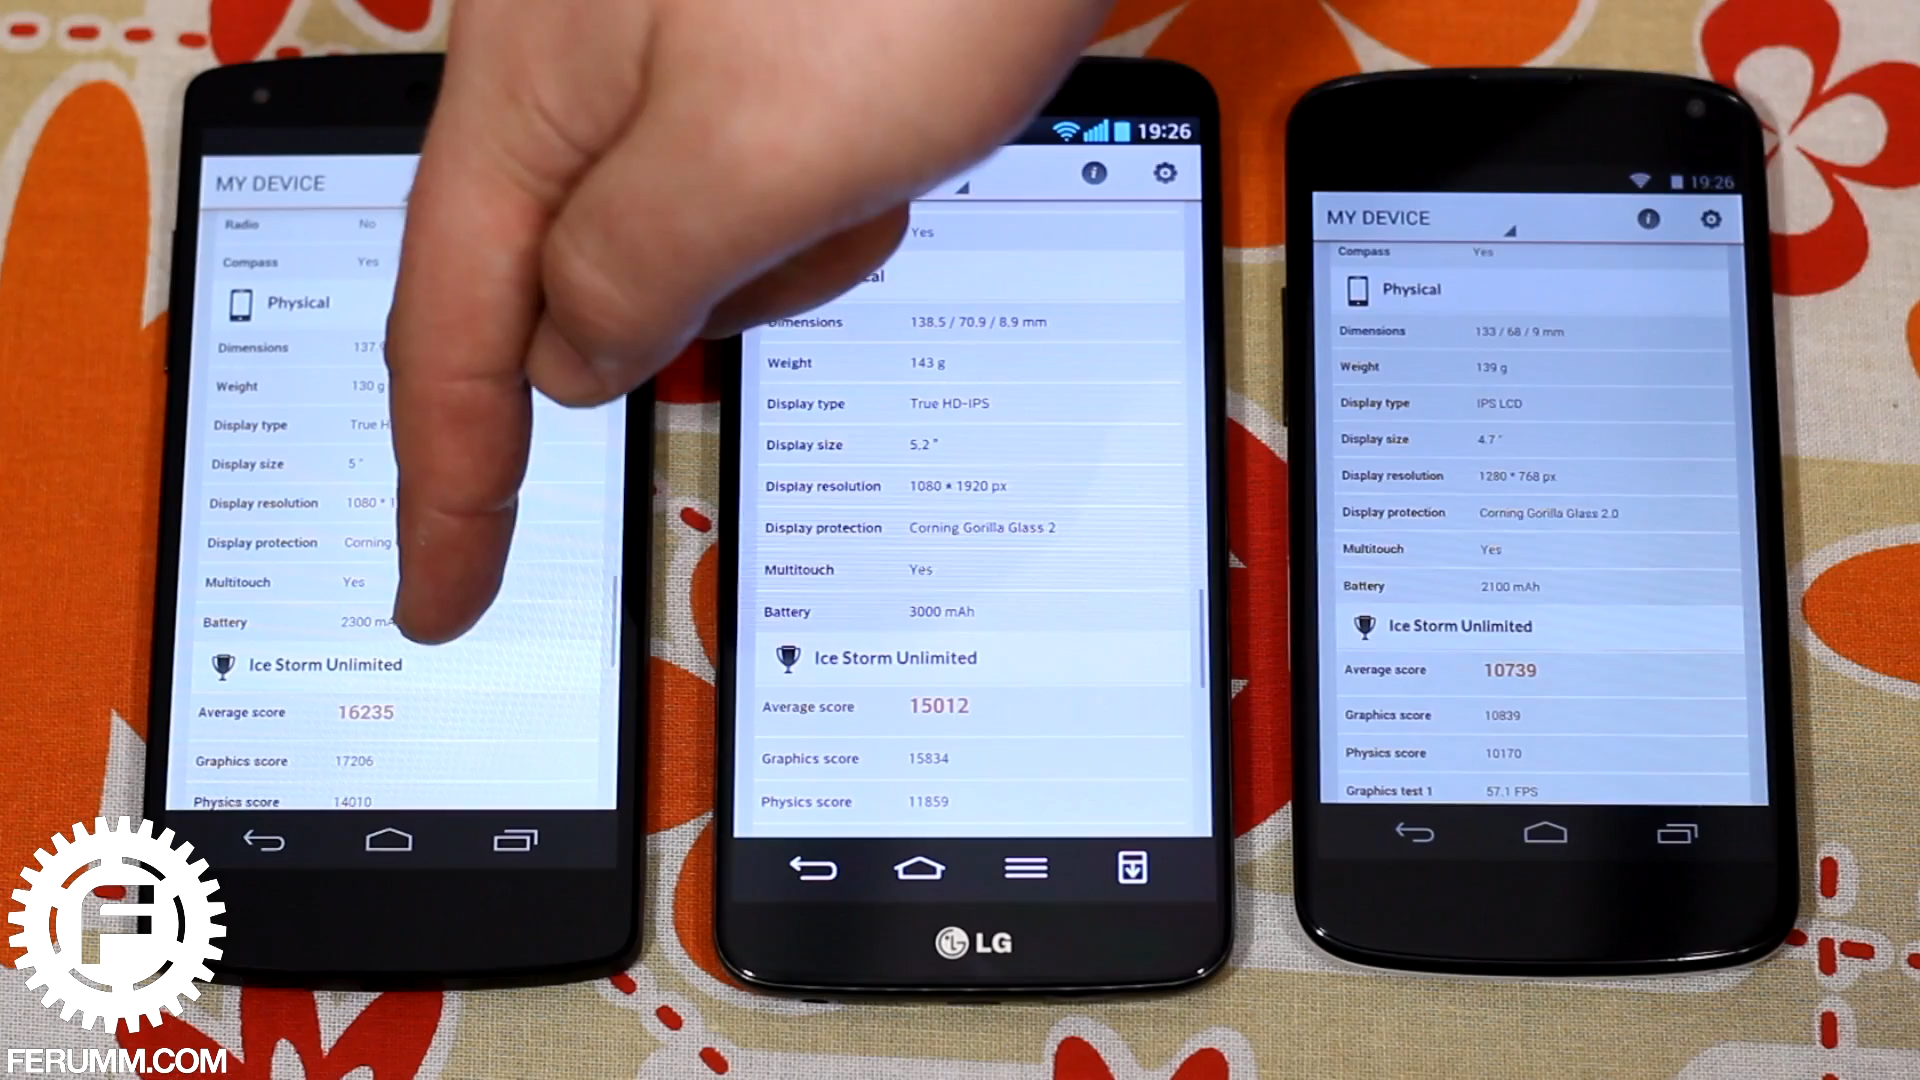 MY DEVICE
Radio No
Compass Yes
Physical
Dimensions 137.9
Weight 130 g
Display type True H
Display size 5 "
Display resolution 1080 * 1
Display protection Corning
Multitouch Yes
Battery 2300 mA
Ice Storm Unlimited
Average score 16235
Graphics score 17206
Physics score 14010
19:26
Yes
Dimensions 138.5 / 70.9 / 8.9 mm
Weight 143 g
Display type True HD-IPS
Display size 5.2 "
Display resolution 1080 * 1920 px
Display protection Corning Gorilla Glass 2
Multitouch Yes
Battery 3000 mAh
Ice Storm Unlimited
Average score 15012
Graphics score 15834
Physics score 11859
LG
19:26
MY DEVICE
Compass Yes
Physical
Dimensions 133 / 68 / 9 mm
Weight 139 g
Display type IPS LCD
Display size 4.7 "
Display resolution 1280 * 768 px
Display protection Corning Gorilla Glass 2.0
Multitouch Yes
Battery 2100 mAh
Ice Storm Unlimited
Average score 10739
Graphics score 10839
Physics score 10170
Graphics test 1 57.1 FPS
FERUMM.COM